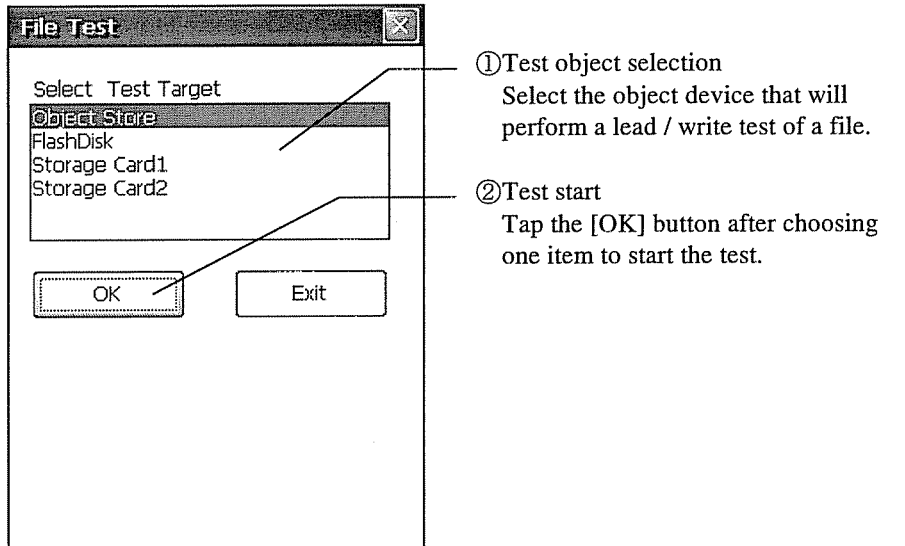 File Test
Select Test Target
Object Store
FlashDisk
Storage Card1
Storage Card2
OK
Exit
①Test object selection
Select the object device that will
perform a lead / write test of a file.
②Test start
Tap the [OK] button after choosing
one item to start the test.